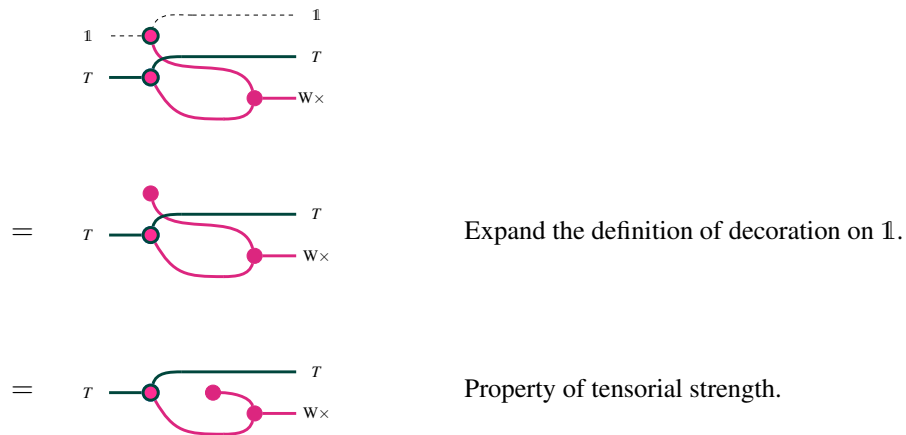 𝟙
𝟙
T
T
W×
= T T Expand the definition of decoration on 𝟙.
W×
T
= T Property of tensorial strength.
W×